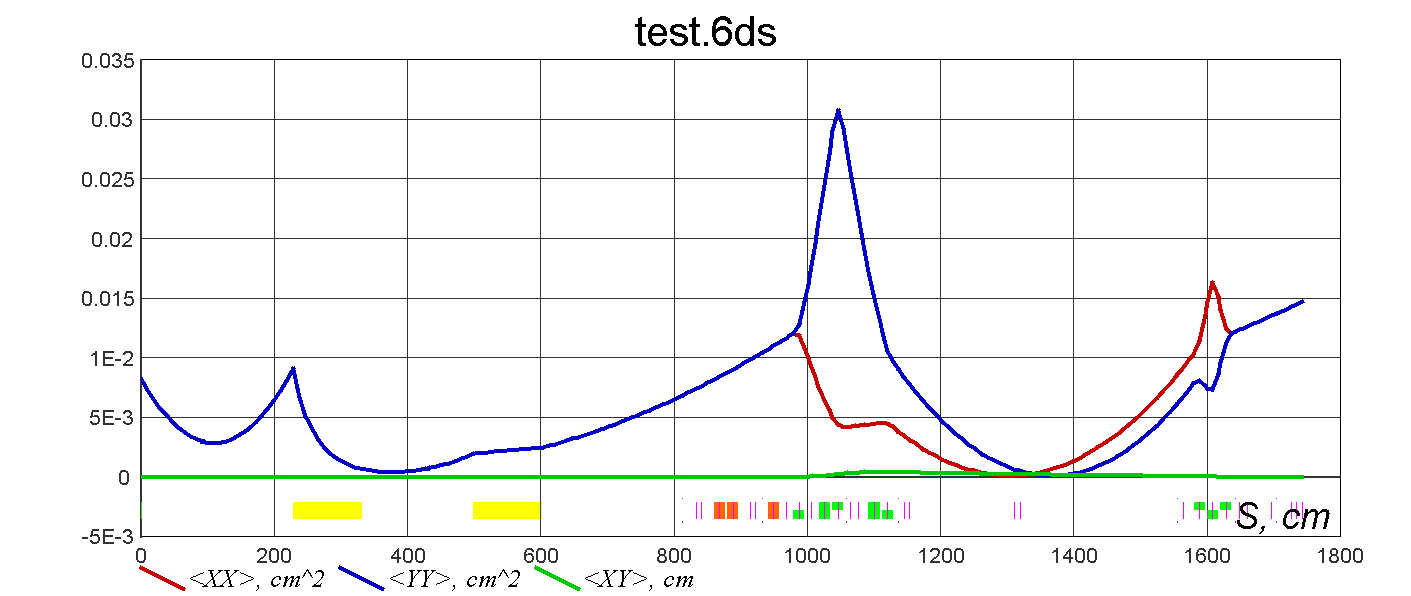 test.6ds
0.035
0.03
0.025
0.02
0.015
1E-2
5E-3
0
-5E-3
S, cm
0 200 400 600 800 1000 1200 1400 1600 1800
<XX>, cm^2 <YY>, cm^2 <XY>, cm